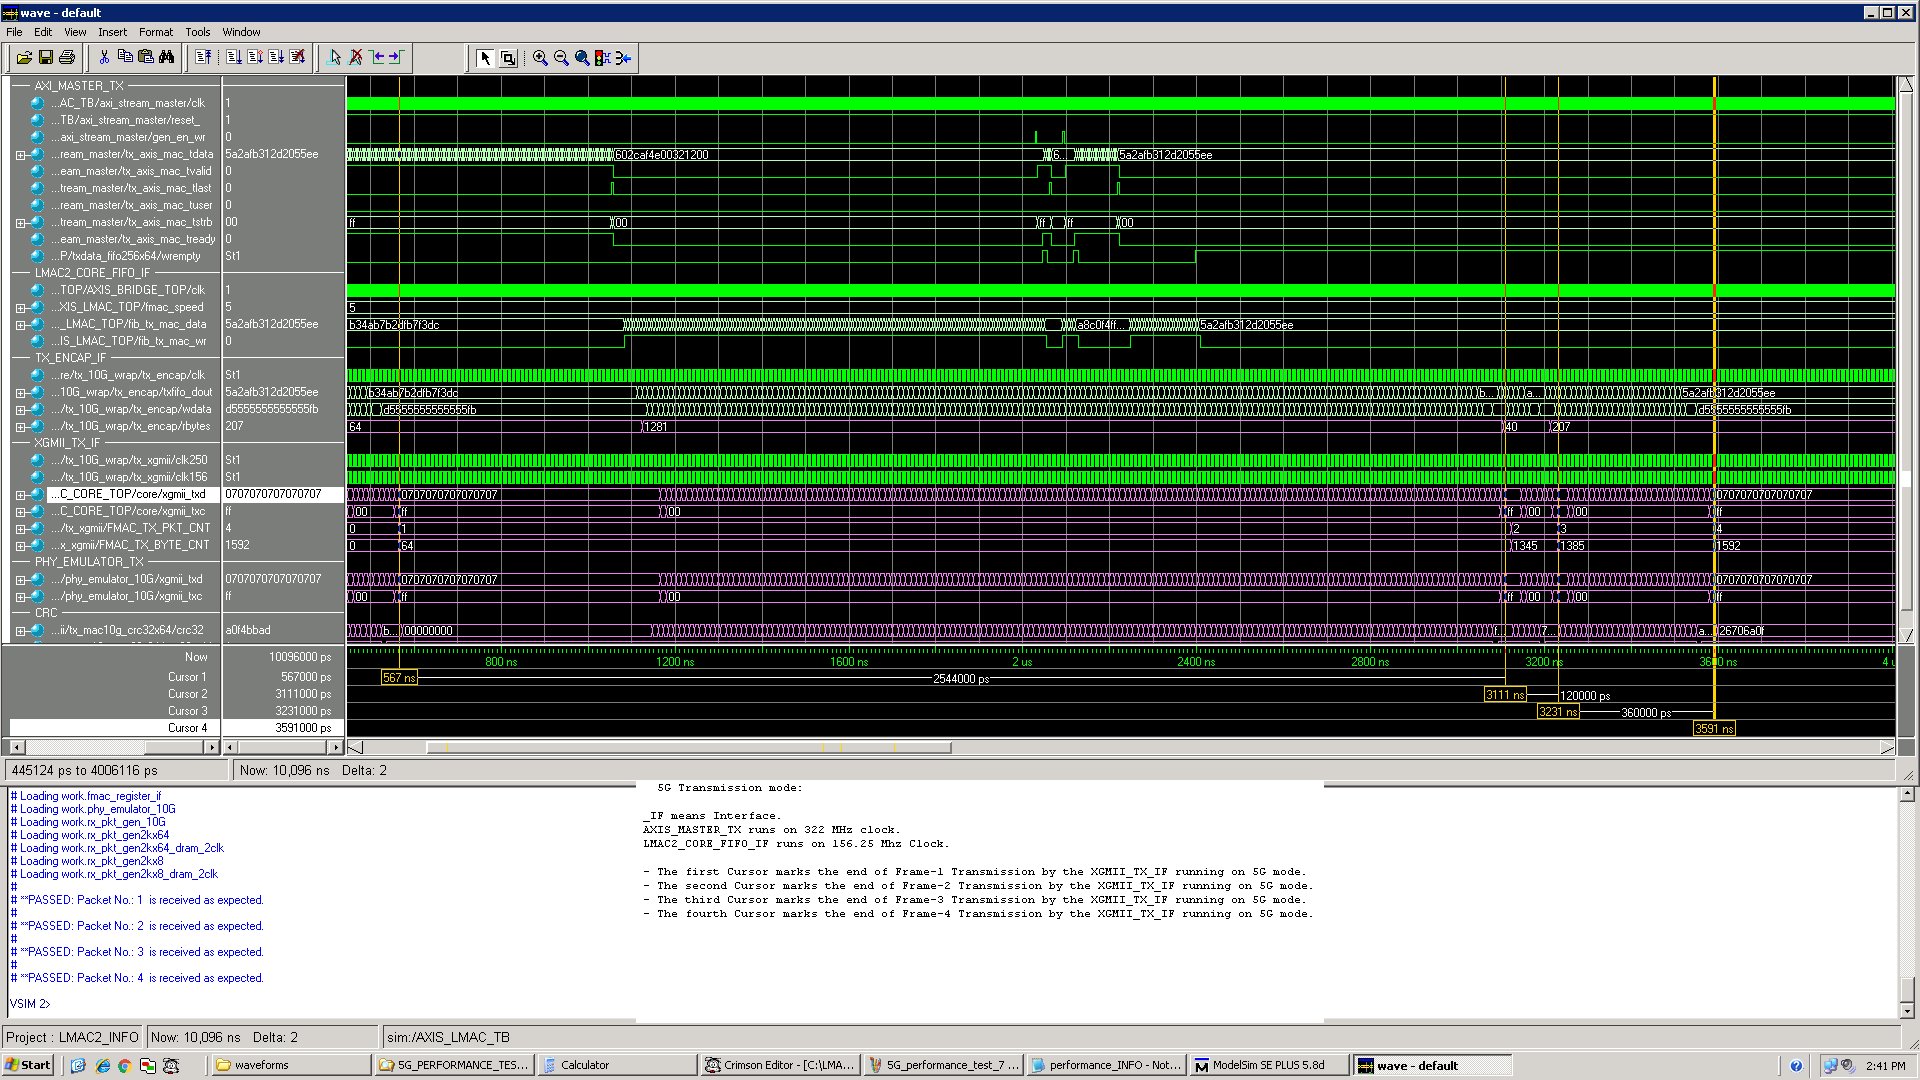 wave - default
File Edit View Insert Format Tools Window
AXI_MASTER_TX
...AC_TB/axi_stream_master/clk 1
...TB/axi_stream_master/reset_ 1
...axi_stream_master/gen_en_wr 0
...ream_master/tx_axis_mac_tdata 5a2afb312d2055ee 602caf4e00321200 6... 5a2afb312d2055ee
...eam_master/tx_axis_mac_tvalid 0
...tream_master/tx_axis_mac_tlast 0
...ream_master/tx_axis_mac_tuser 0
...tream_master/tx_axis_mac_tstrb 00 ff 00 ff ff 00
...eam_master/tx_axis_mac_tready 0
...P/txdata_fifo256x64/wrempty St1
LMAC2_CORE_FIFO_IF
...TOP/AXIS_BRIDGE_TOP/clk 1
...XIS_LMAC_TOP/fmac_speed 5 5
..._LMAC_TOP/fib_tx_mac_data 5a2afb312d2055ee b34ab7b2dfb7f3dc a8c0f4ff... 5a2afb312d2055ee
...IS_LMAC_TOP/fib_tx_mac_wr 0
TX_ENCAP_IF
...re/tx_10G_wrap/tx_encap/clk St1
...10G_wrap/tx_encap/txfifo_dout 5a2afb312d2055ee b34ab7b2dfb7f3dc b... a... 5a2afb312d2055ee
.../tx_10G_wrap/tx_encap/wdata d5555555555555fb d5555555555555fb d5555555555555fb
.../tx_10G_wrap/tx_encap/rbytes 207 64 1281 40 207
XGMII_TX_IF
.../tx_10G_wrap/tx_xgmii/clk250 St1
.../tx_10G_wrap/tx_xgmii/clk156 St1
...C_CORE_TOP/core/xgmii_txd 0707070707070707 0707070707070707 0707070707070707
...C_CORE_TOP/core/xgmii_txc ff 00 ff 00 ff 00 00 ff
.../tx_xgmii/FMAC_TX_PKT_CNT 4 0 1 2 3 4
...x_xgmii/FMAC_TX_BYTE_CNT 1592 0 64 1345 1385 1592
PHY_EMULATOR_TX
.../phy_emulator_10G/xgmii_txd 0707070707070707 0707070707070707 0707070707070707
.../phy_emulator_10G/xgmii_txc ff 00 ff 00 ff 00 00 ff
CRC
...ii/tx_mac10g_crc32x64/crc32 a0f4bbad b... 00000000 f... 7... a... 26706a0f
Now 10096000 ps 800 ns 1200 ns 1600 ns 2 us 2400 ns 2800 ns 3200 ns 3600 ns 4 u
Cursor 1 567000 ps 567 ns 2544000 ps
Cursor 2 3111000 ps 3111 ns 120000 ps
Cursor 3 3231000 ps 3231 ns 360000 ps
Cursor 4 3591000 ps 3591 ns
445124 ps to 4006116 ps Now: 10,096 ns Delta: 2
# Loading work.fmac_register_if
# Loading work.phy_emulator_10G
# Loading work.rx_pkt_gen_10G
# Loading work.rx_pkt_gen2kx64
# Loading work.rx_pkt_gen2kx64_dram_2clk
# Loading work.rx_pkt_gen2kx8
# Loading work.rx_pkt_gen2kx8_dram_2clk
#
# **PASSED: Packet No.: 1 is received as expected.
#
# **PASSED: Packet No.: 2 is received as expected.
#
# **PASSED: Packet No.: 3 is received as expected.
#
# **PASSED: Packet No.: 4 is received as expected.
VSIM 2>
5G Transmission mode:
_IF means Interface.
AXIS_MASTER_TX runs on 322 MHz clock.
LMAC2_CORE_FIFO_IF runs on 156.25 Mhz Clock.
- The first Cursor marks the end of Frame-1 Transmission by the XGMII_TX_IF running on 5G mode.
- The second Cursor marks the end of Frame-2 Transmission by the XGMII_TX_IF running on 5G mode.
- The third Cursor marks the end of Frame-3 Transmission by the XGMII_TX_IF running on 5G mode.
- The fourth Cursor marks the end of Frame-4 Transmission by the XGMII_TX_IF running on 5G mode.
Project : LMAC2_INFO Now: 10,096 ns Delta: 2 sim:/AXIS_LMAC_TB
Start waveforms 5G_PERFORMANCE_TES... Calculator Crimson Editor - [C:\LMA... 5G_performance_test_7 ... performance_INFO - Not... ModelSim SE PLUS 5.8d wave - default 2:41 PM